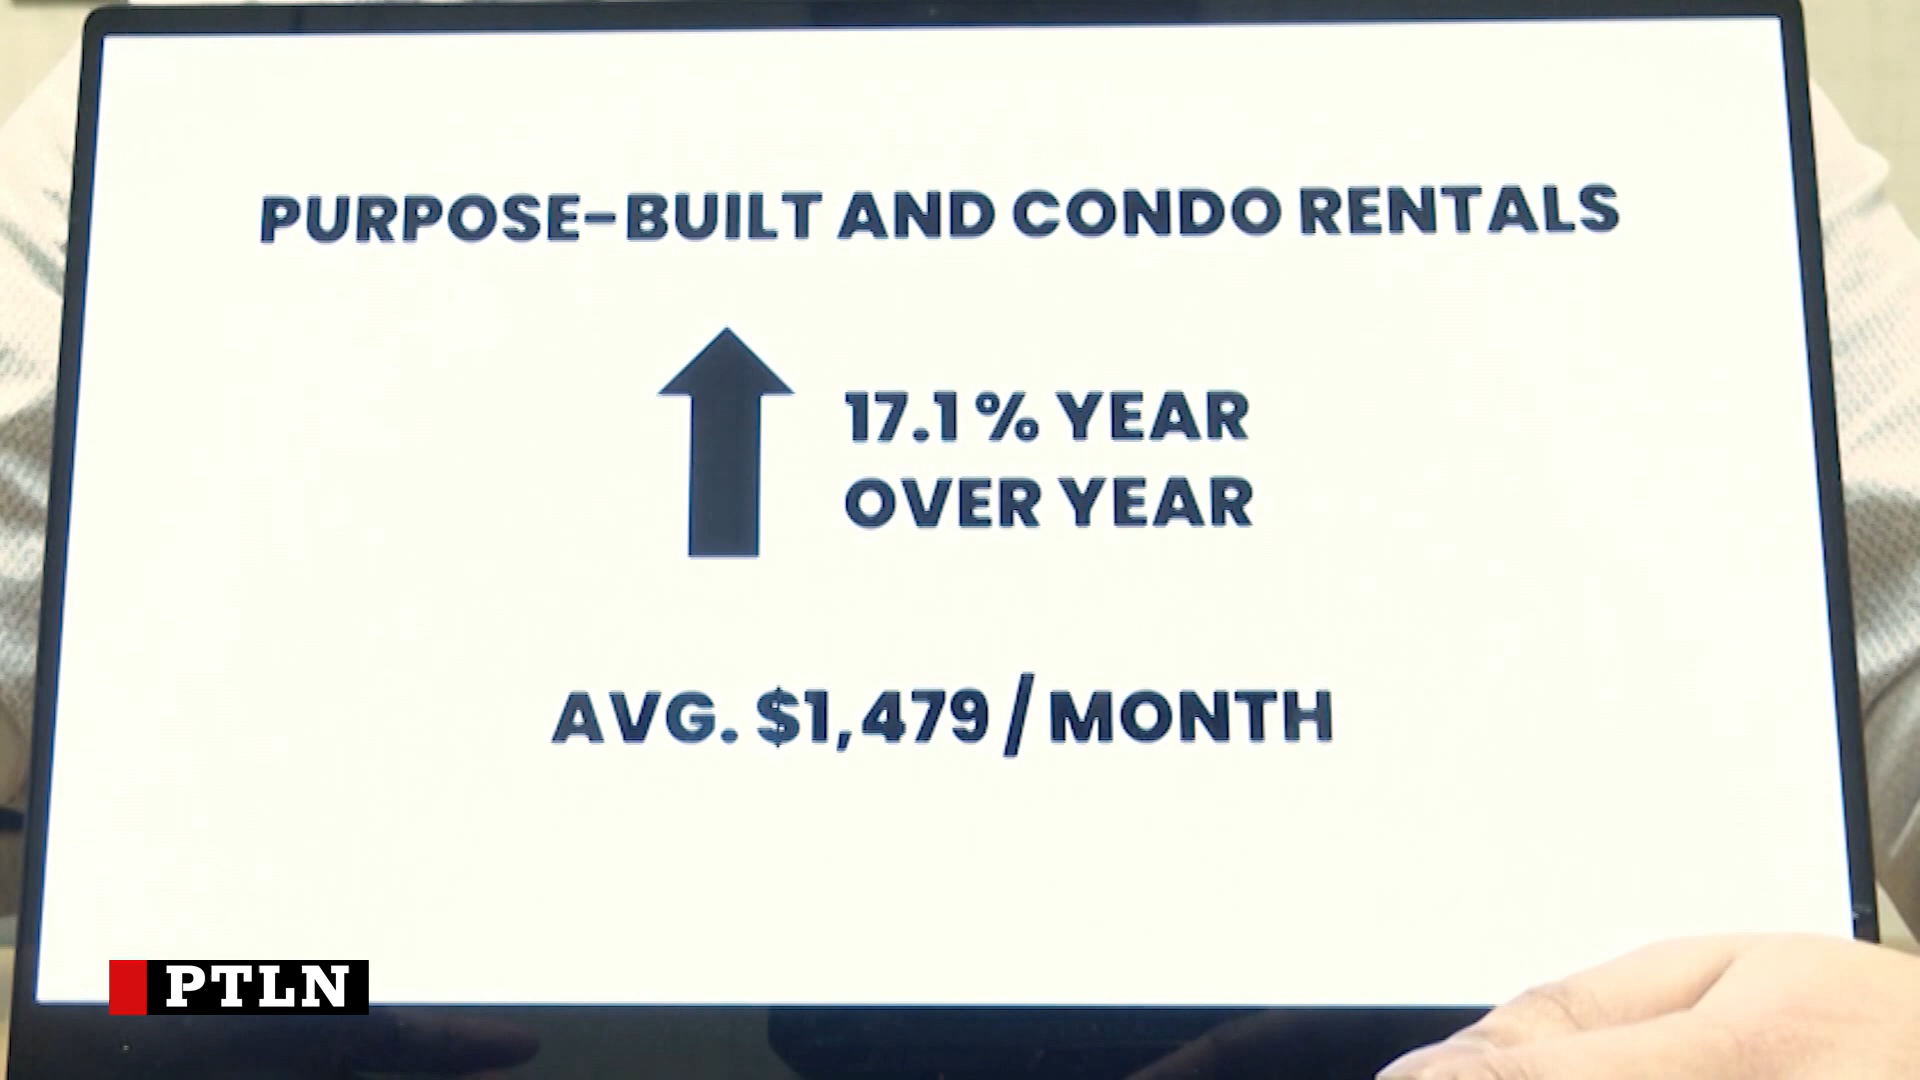 PURPOSE-BUILT AND CONDO RENTALS
17.1% YEAR
OVER YEAR
AVG. $1,479/MONTH
PTLN